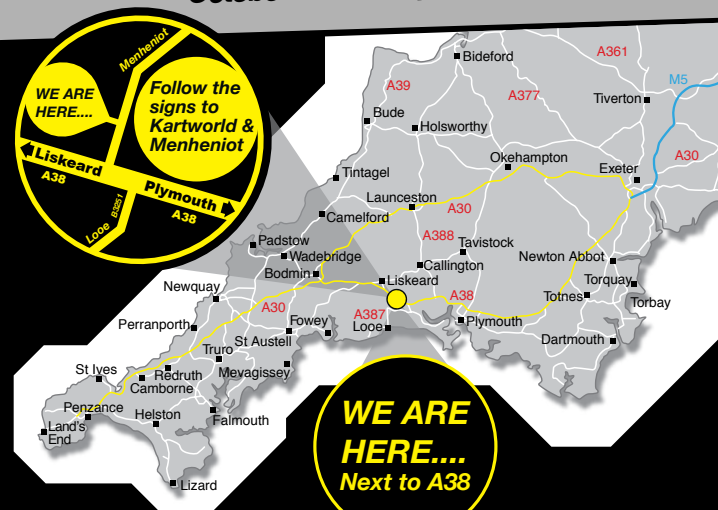 Menheniot
WE ARE
HERE....
Follow the
signs to
Kartworld &
Menheniot
Liskeard
A38
Plymouth
A38
Looe
B3251
Bideford
A361
A39
A377
M5
Tiverton
Bude
Holsworthy
Okehampton
Exeter
A30
Tintagel
Launceston
A30
Camelford
A388
Tavistock
Padstow
Wadebridge
Callington
Newton Abbot
Bodmin
Liskeard
Torquay
Newquay
A38
Totnes
Torbay
A30
A387
Fowey
Looe
Plymouth
Perranporth
St Austell
Dartmouth
Truro
St Ives
Redruth
Mevagissey
Camborne
Penzance
Helston
Falmouth
Land's
End
Lizard
WE ARE
HERE....
Next to A38